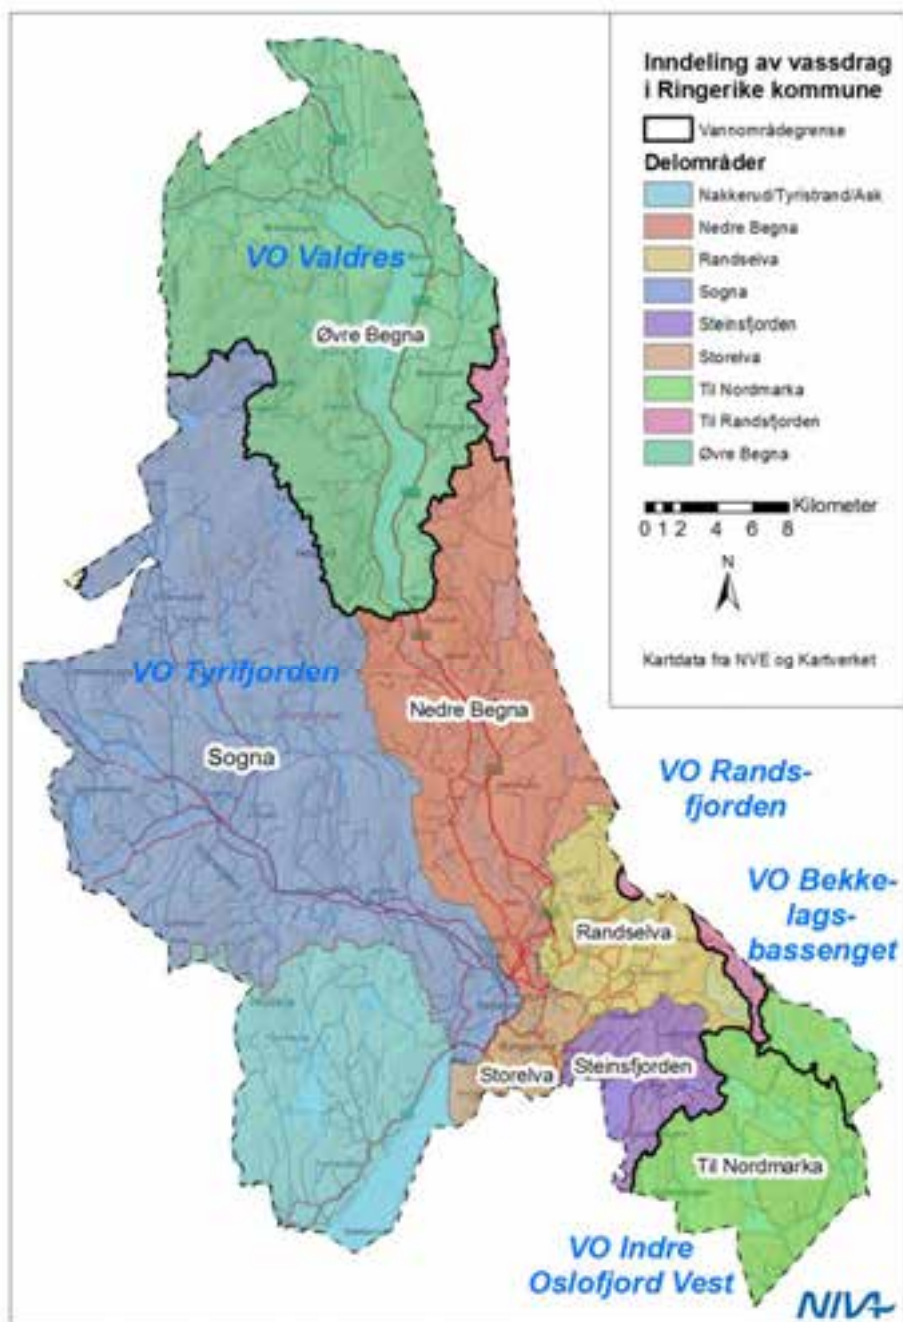 Inndeling av vassdrag
i Ringerike kommune
Vannområdegrense
Delområder
Nakkerud/Tyristrand/Ask
Nedre Begna
Randselva
Sogna
Steinsfjorden
Storelva
Til Nordmarka
Til Randsfjorden
Øvre Begna
Kilometer
0 1 2 4 6 8
N
Kartdata fra NVE og Kartverket
VO Valdres
Øvre Begna
VO Tyrifjorden
Nedre Begna
Sogna
VO Rands-
fjorden
VO Bekke-
lags-
bassenget
Randselva
Steinsfjorden
Storelva
Til Nordmarka
VO Indre
Oslofjord Vest
NIVA